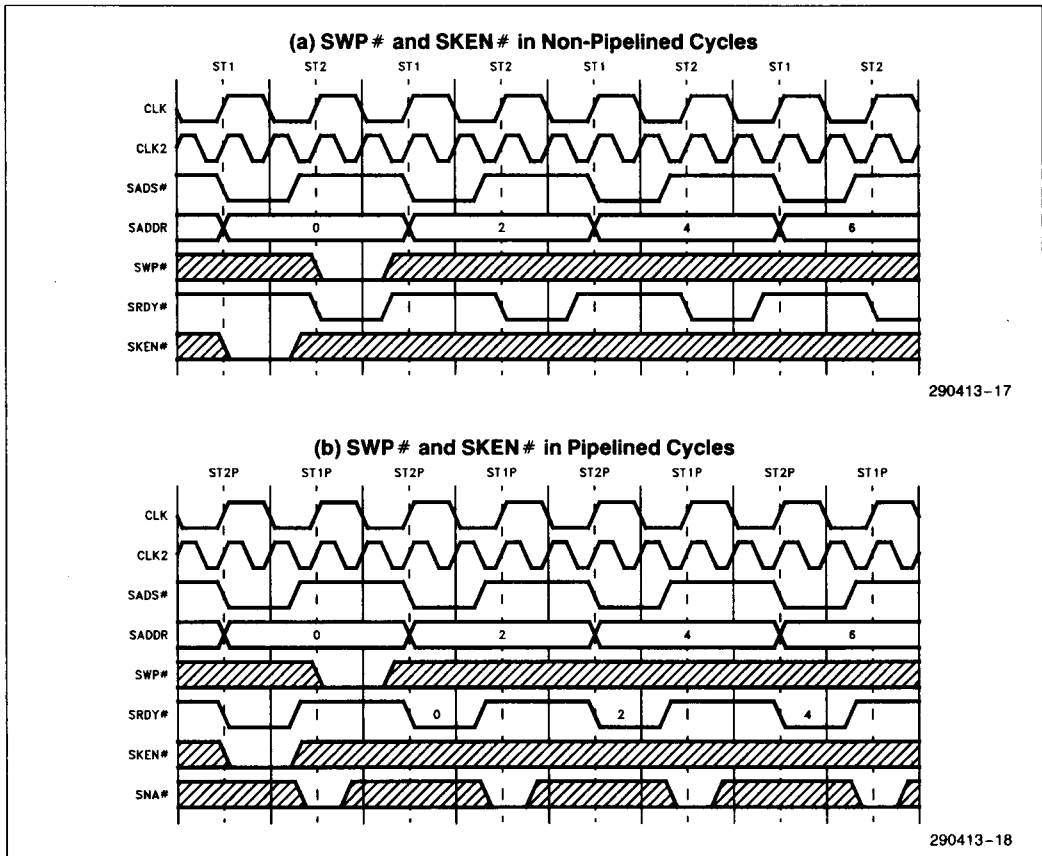 (a) SWP# and SKEN# in Non-Pipelined Cycles
ST1 ST2 ST1 ST2 ST1 ST2 ST1 ST2
CLK
CLK2
SADS#
SADDR 0 2 4 6
SWP#
SRDY#
SKEN#
290413-17
(b) SWP# and SKEN# in Pipelined Cycles
ST2P ST1P ST2P ST1P ST2P ST1P ST2P ST1P
CLK
CLK2
SADS#
SADDR 0 2 4 6
SWP#
SRDY# 0 2 4
SKEN#
SNA#
290413-18